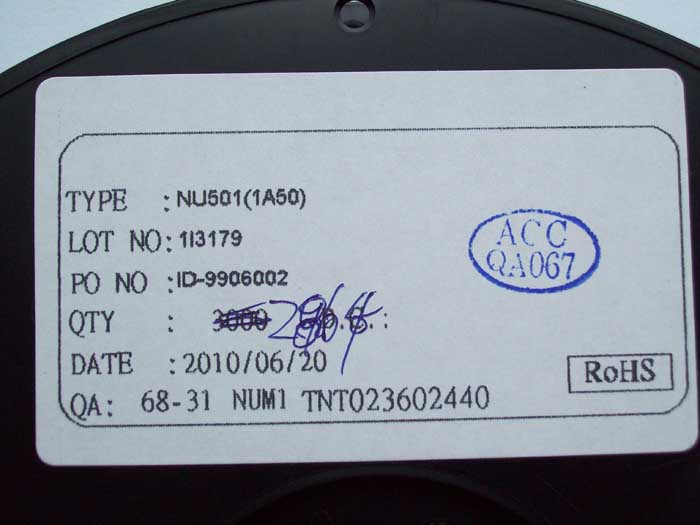 TYPE : NU501(1A50)
LOT NO: 1I3179
PO NO : ID-9906002
QTY : 3000
DATE : 2010/06/20
QA: 68-31 NUM1 TNT023602440
ACC
QA067
RoHS